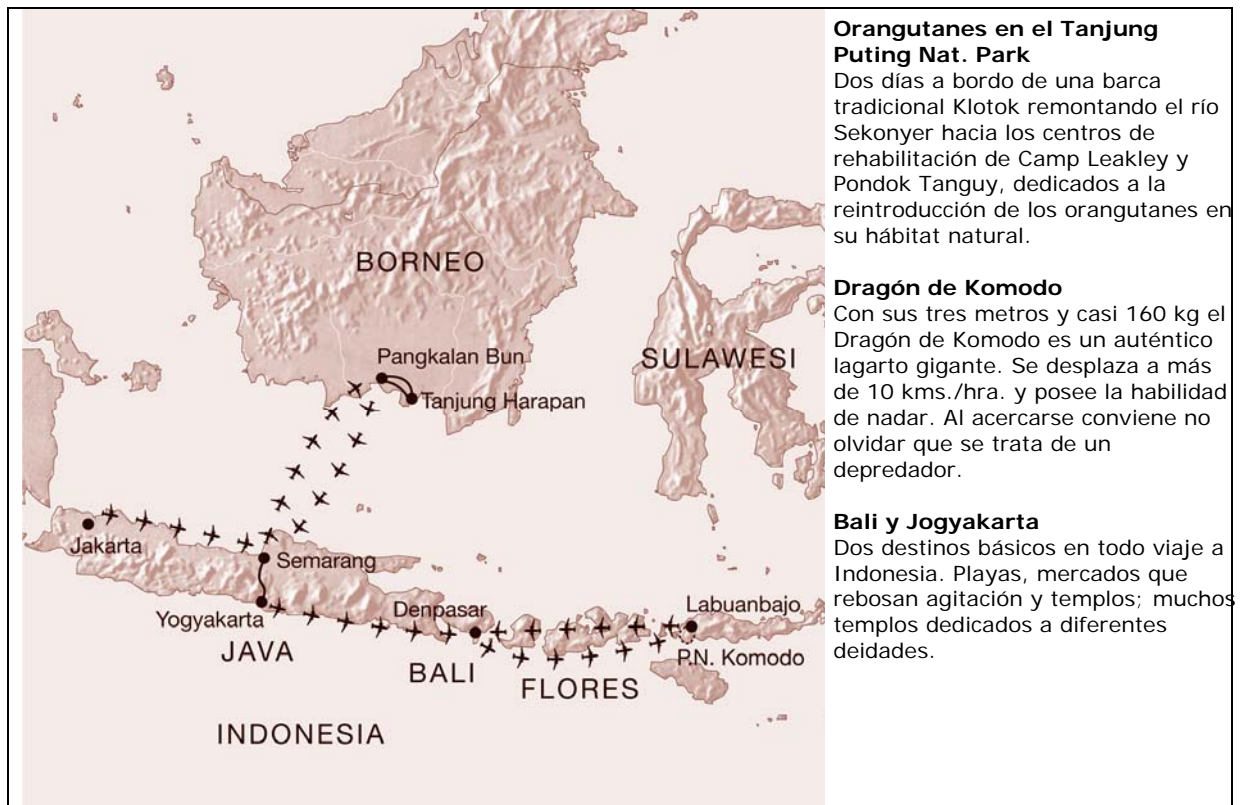 BORNEO
Pangkalan Bun
SULAWESI
Tanjung Harapan
Jakarta
Semarang
Yogyakarta
Denpasar
Labuanbajo
JAVA
P.N. Komodo
BALI
FLORES
INDONESIA
Orangutanes en el Tanjung
Puting Nat. Park
Dos días a bordo de una barca
tradicional Klotok remontando el río
Sekonyer hacia los centros de
rehabilitación de Camp Leakley y
Pondok Tanguy, dedicados a la
reintroducción de los orangutanes en
su hábitat natural.
Dragón de Komodo
Con sus tres metros y casi 160 kg el
Dragón de Komodo es un auténtico
lagarto gigante. Se desplaza a más
de 10 kms./hra. y posee la habilidad
de nadar. Al acercarse conviene no
olvidar que se trata de un
depredador.
Bali y Jogyakarta
Dos destinos básicos en todo viaje a
Indonesia. Playas, mercados que
rebosan agitación y templos; muchos
templos dedicados a diferentes
deidades.